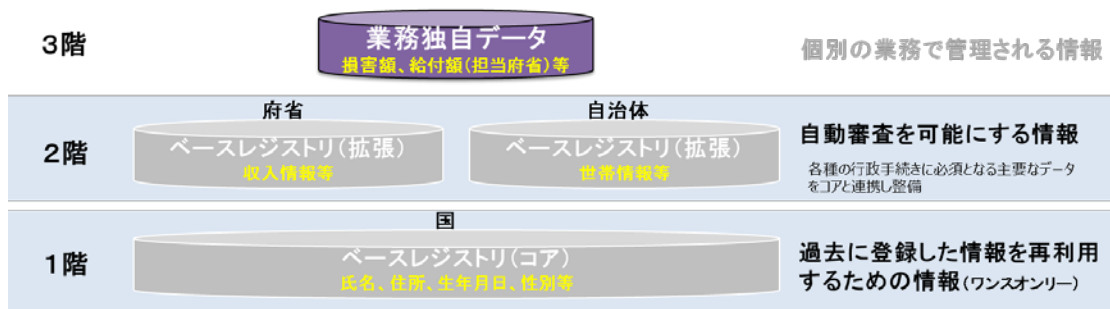 3階
業務独自データ
損害額、給付額(担当府省)等
個別の業務で管理される情報
2階
府省
ベースレジストリ(拡張)
収入情報等
自治体
ベースレジストリ(拡張)
世帯情報等
自動審査を可能にする情報
各種の行政手続きに必須となる主要なデータ
をコアと連携し整備
1階
国
ベースレジストリ(コア)
氏名、住所、生年月日、性別等
過去に登録した情報を再利用
するための情報(ワンスオンリー)